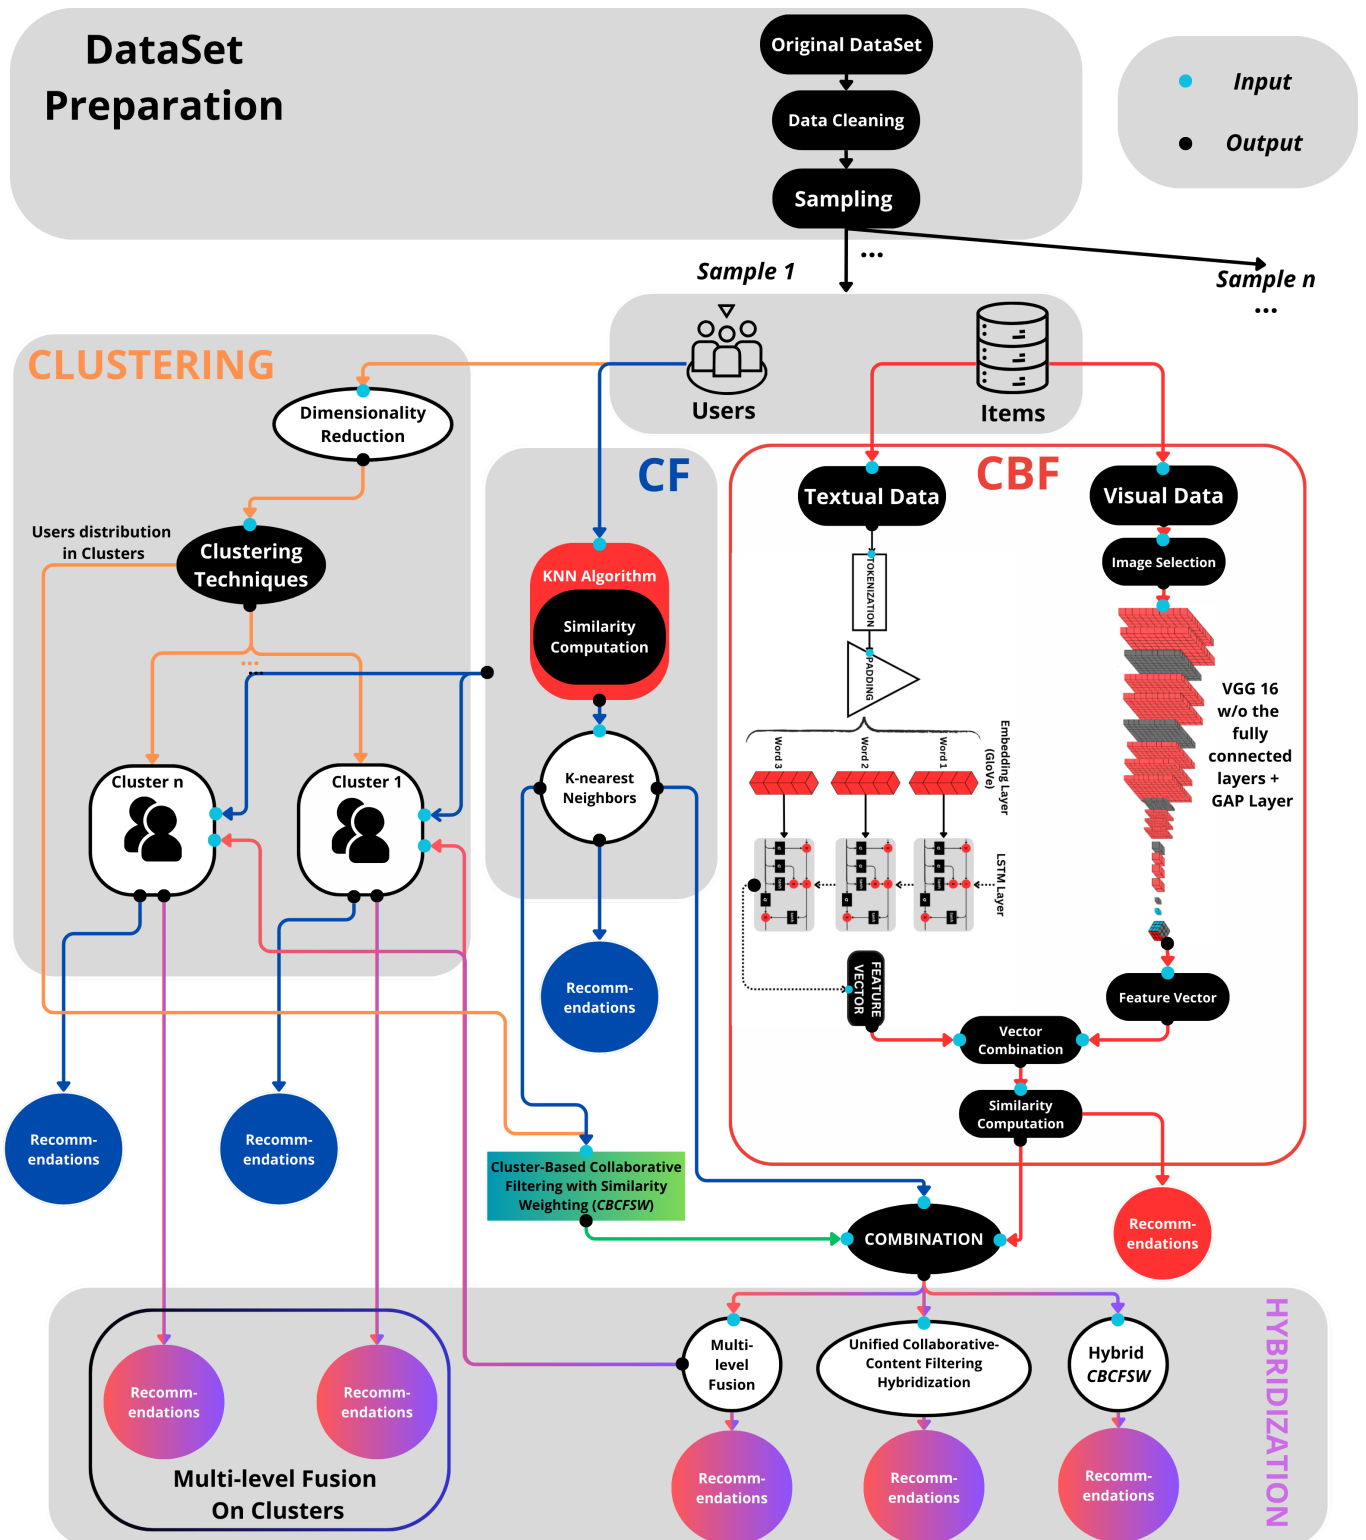 DataSet
Preparation
Original DataSet
Data Cleaning
Sampling
Input
Output
...
Sample 1
Sample n
...
Users
Items
CLUSTERING
Dimensionality
Reduction
Users distribution
in Clusters
Clustering
Techniques
...
...
Cluster n
Cluster 1
CF
KNN Algorithm
Similarity
Computation
K-nearest
Neighbors
Recomm-
endations
Recomm-
endations
Recomm-
endations
CBF
Textual Data
Visual Data
TOKENIZATION
PADDING
Image Selection
VGG 16
w/o the
fully
connected
layers +
GAP Layer
Embedding Layer
(GloVe)
Word 3
Word 2
Word 1
LSTM Layer
FEATURE
VECTOR
Feature Vector
Vector
Combination
Similarity
Computation
Recomm-
endations
Cluster-Based Collaborative
Filtering with Similarity
Weighting (CBCFSW)
COMBINATION
HYBRIDIZATION
Multi-
level
Fusion
Unified Collaborative-
Content Filtering
Hybridization
Hybrid
CBCFSW
Recomm-
endations
Recomm-
endations
Multi-level Fusion
On Clusters
Recomm-
endations
Recomm-
endations
Recomm-
endations